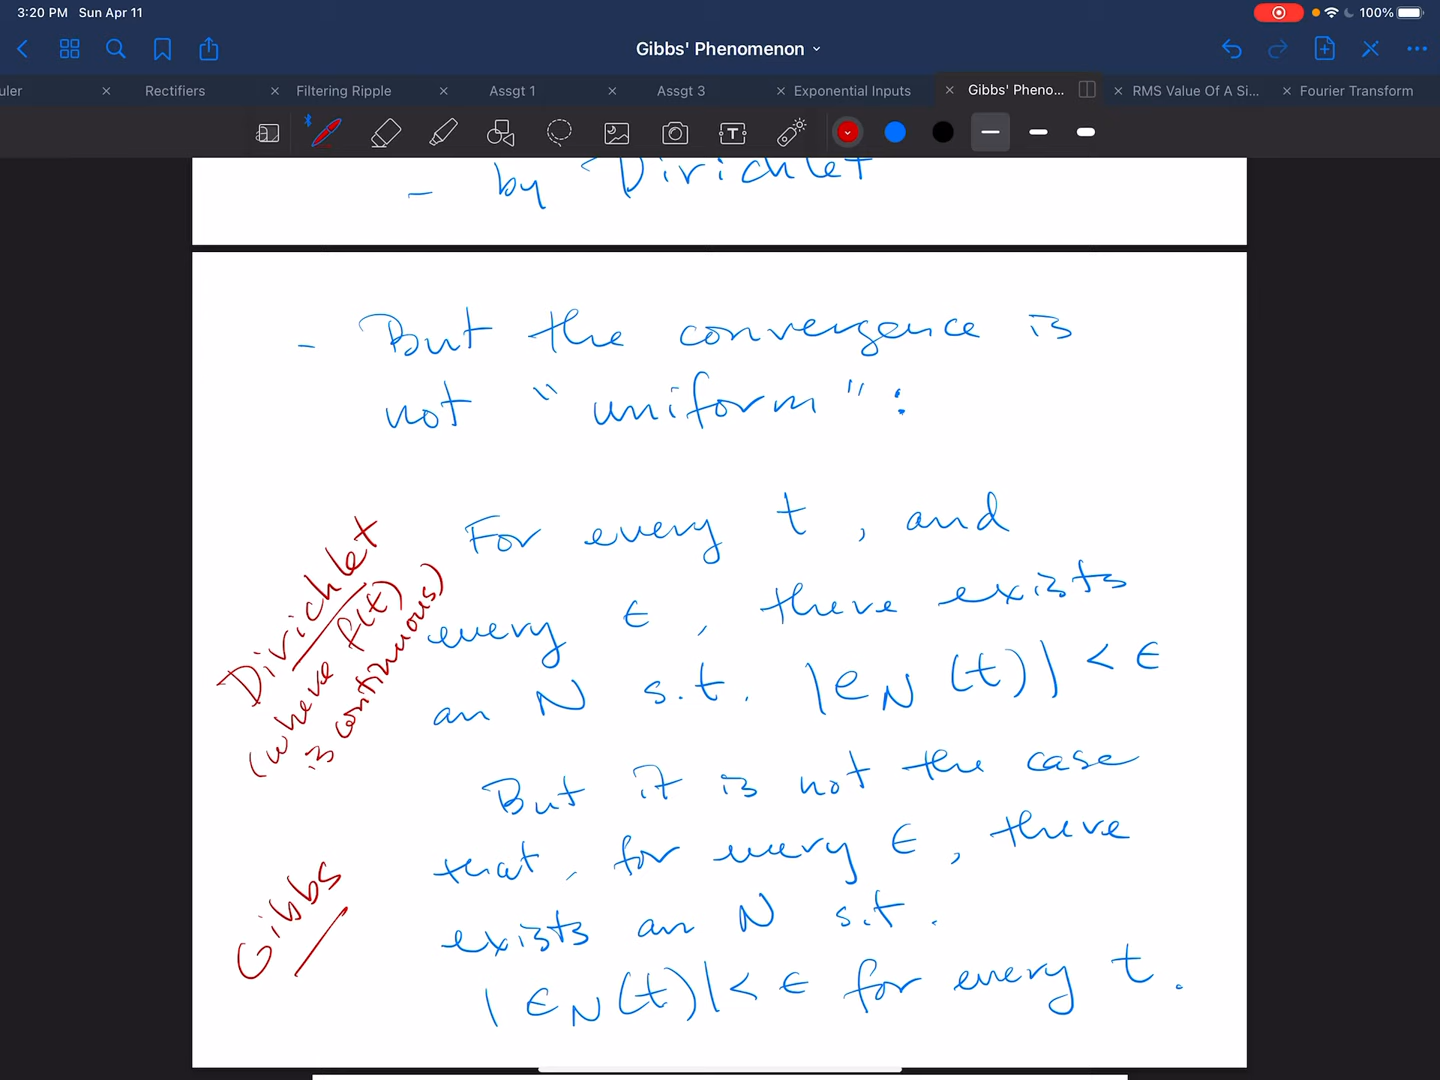 3:20 PM Sun Apr 11
100%
Gibbs' Phenomenon
uler
Rectifiers
Filtering Ripple
Assgt 1
Assgt 3
Exponential Inputs
Gibbs' Pheno...
RMS Value Of A Si...
Fourier Transform
- by Dirichlet
- But the convergence is
not "uniform":
For every t, and
every ϵ, there exists
an N s.t. |e_N(t)| < ϵ
Dirichlet
(where f(t)
is continuous)
But it is not the case
that, for every ϵ, there
exists an N s.t.
|ϵ_N(t)| < ϵ for every t.
Gibbs